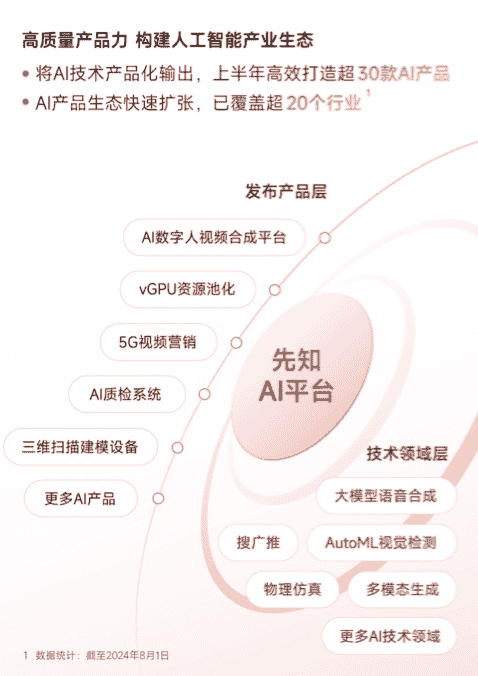 高质量产品力 构建人工智能产业生态
• 将AI技术产品化输出，上半年高效打造超30款AI产品
• AI产品生态快速扩张，已覆盖超20个行业1
发布产品层
AI数字人视频合成平台
vGPU资源池化
5G视频营销
AI质检系统
三维扫描建模设备
更多AI产品
先知
AI平台
技术领域层
大模型语音合成
搜广推
AutoML视觉检测
物理仿真
多模态生成
更多AI技术领域
1 数据统计：截至2024年8月1日